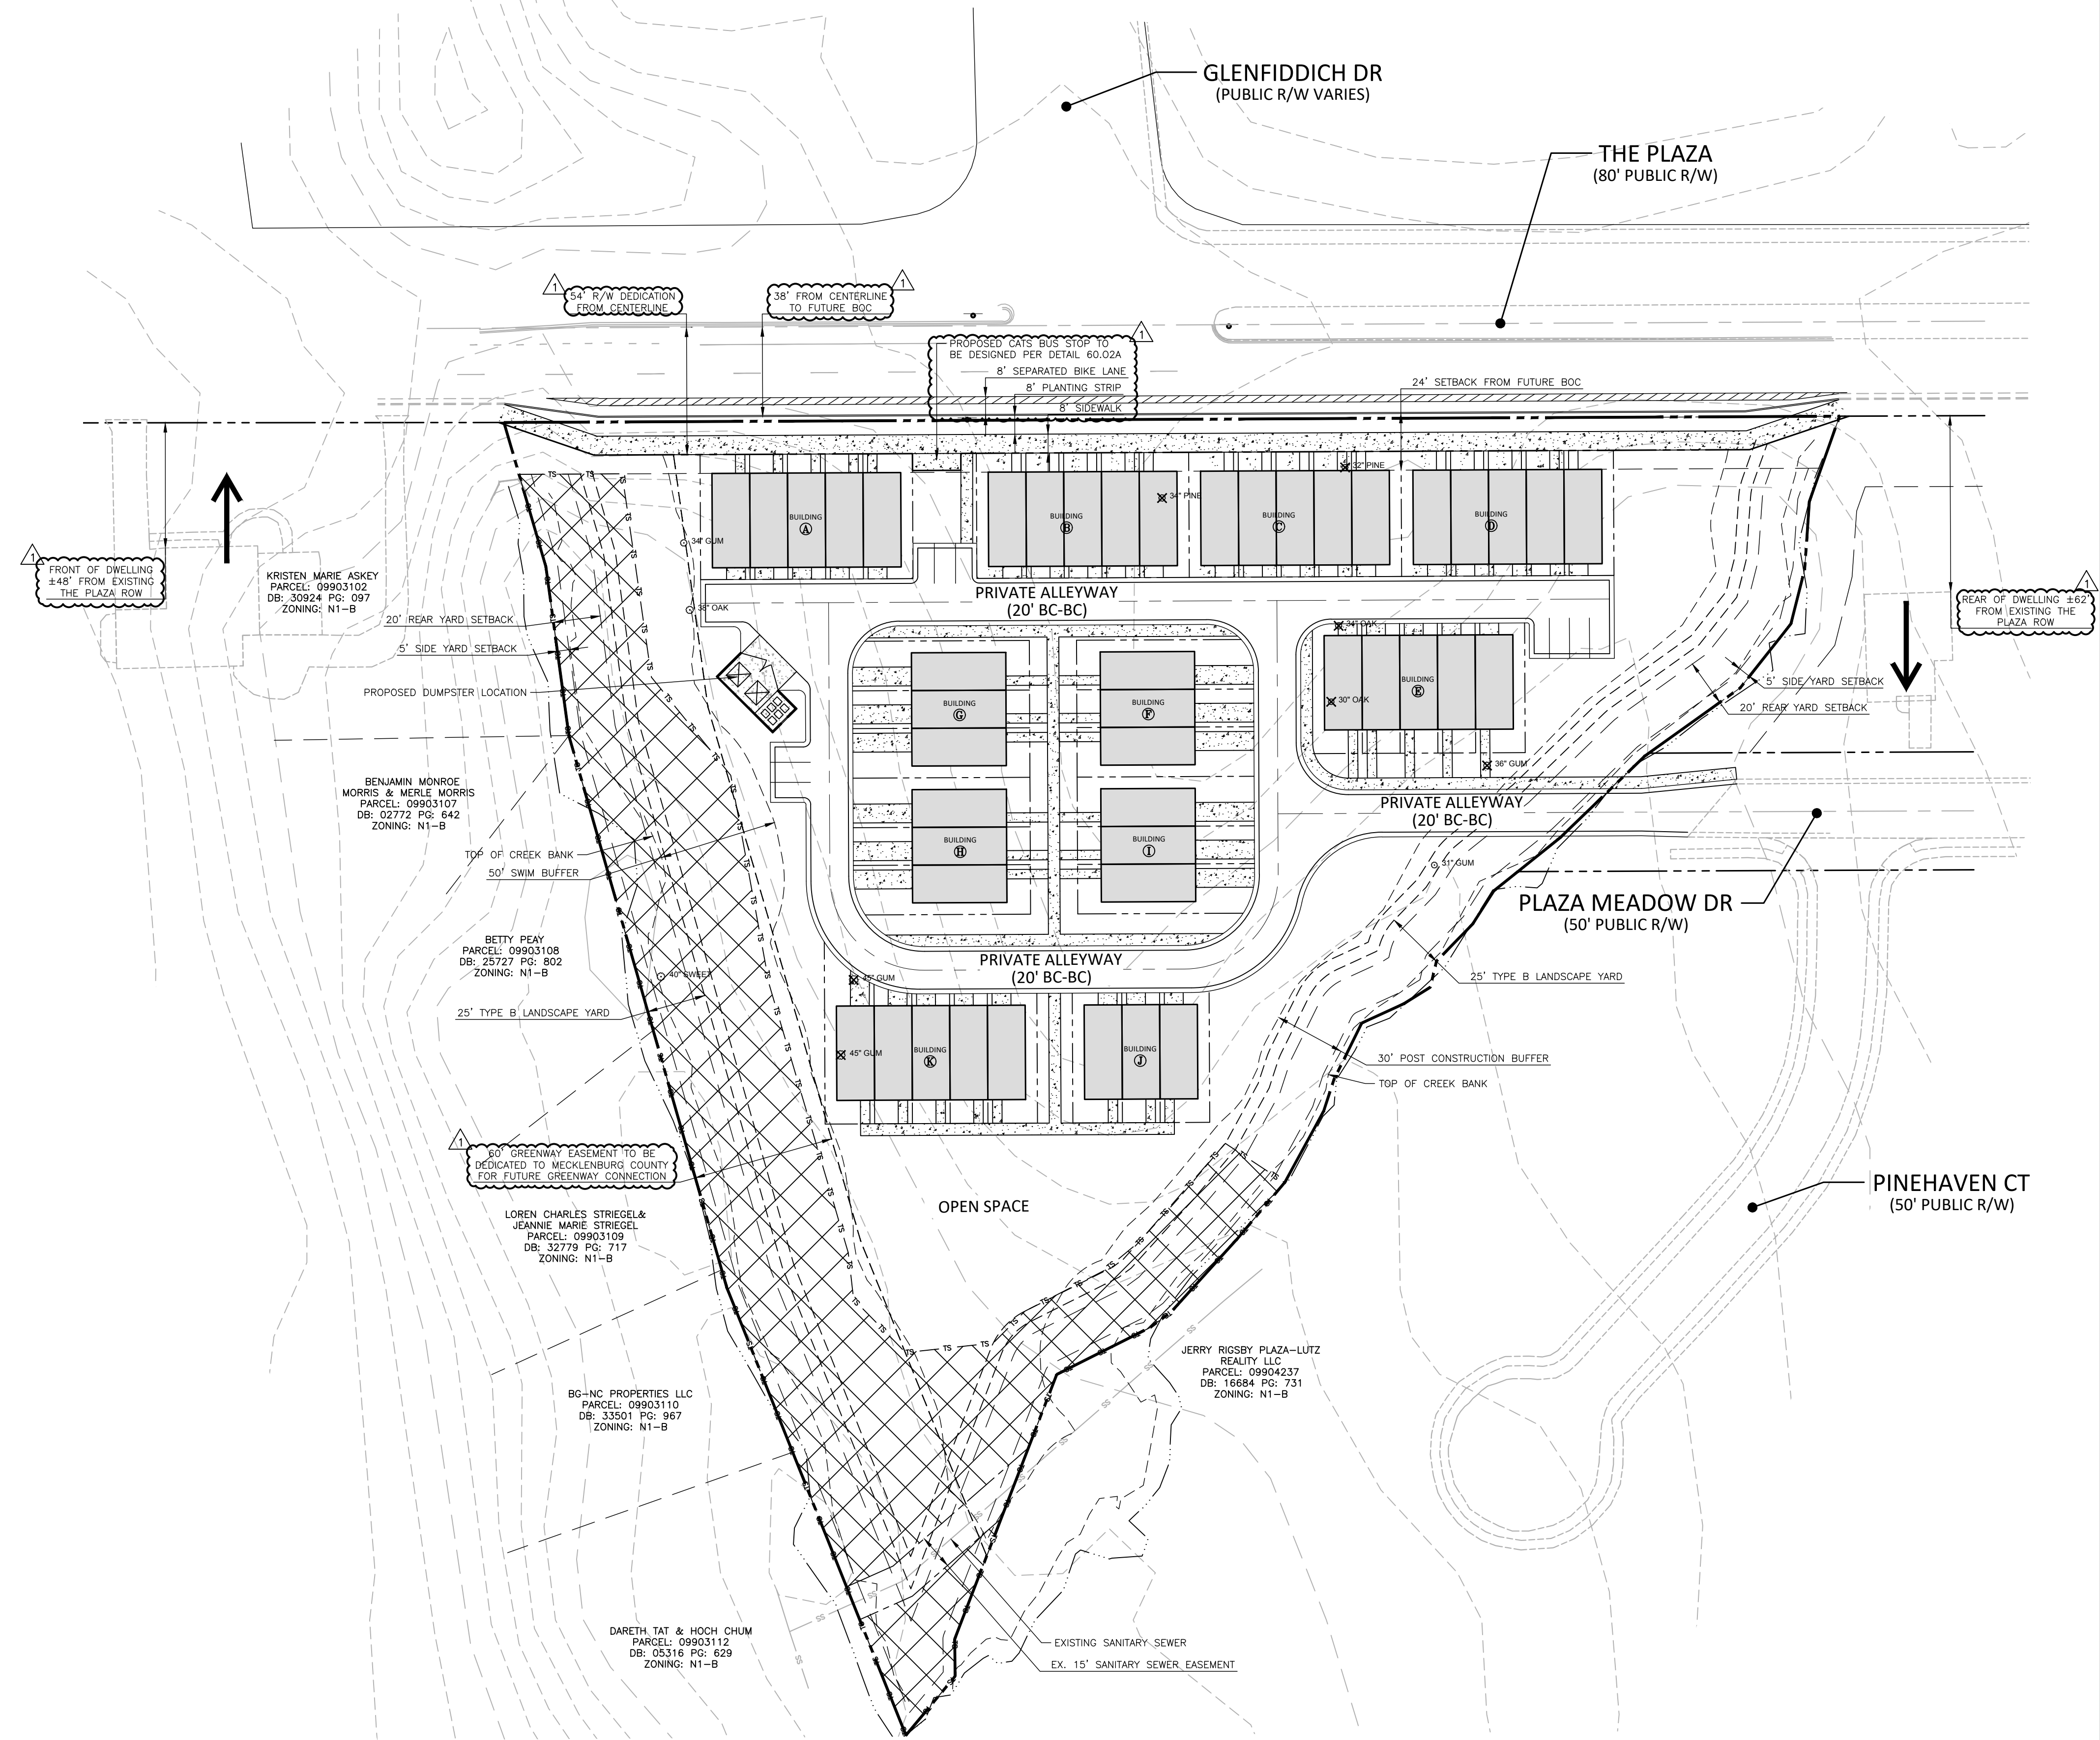 GLENFIDDICH DR
(PUBLIC R/W VARIES)
THE PLAZA
(80' PUBLIC R/W)
1
54' R/W DEDICATION
FROM CENTERLINE
1
38' FROM CENTERLINE
TO FUTURE BOC
1
PROPOSED CATS BUS STOP TO
BE DESIGNED PER DETAIL 60.02A
8' SEPARATED BIKE LANE
8' PLANTING STRIP
8' SIDEWALK
24' SETBACK FROM FUTURE BOC
32" PINE
34" PINE
BUILDING
A
BUILDING
B
BUILDING
C
BUILDING
D
34" GUM
1
FRONT OF DWELLING
±48' FROM EXISTING
THE PLAZA ROW
KRISTEN MARIE ASKEY
PARCEL: 09903102
DB: 30924 PG: 097
ZONING: N1-B
20' REAR YARD SETBACK
5' SIDE YARD SETBACK
38" OAK
PRIVATE ALLEYWAY
(20' BC-BC)
1
REAR OF DWELLING ±62'
FROM EXISTING THE
PLAZA ROW
34" OAK
30" OAK
36" GUM
BUILDING
E
5' SIDE YARD SETBACK
20' REAR YARD SETBACK
PROPOSED DUMPSTER LOCATION
BUILDING
G
BUILDING
F
BENJAMIN MONROE
MORRIS & MERLE MORRIS
PARCEL: 09903107
DB: 02772 PG: 642
ZONING: N1-B
PRIVATE ALLEYWAY
(20' BC-BC)
TOP OF CREEK BANK
50' SWIM BUFFER
BUILDING
H
BUILDING
I
31" GUM
PLAZA MEADOW DR
(50' PUBLIC R/W)
BETTY PEAY
PARCEL: 09903108
DB: 25727 PG: 802
ZONING: N1-B
40" SWEET
45" GUM
PRIVATE ALLEYWAY
(20' BC-BC)
25' TYPE B LANDSCAPE YARD
25' TYPE B LANDSCAPE YARD
45" GUM
BUILDING
K
BUILDING
J
30' POST CONSTRUCTION BUFFER
TOP OF CREEK BANK
1
60' GREENWAY EASEMENT TO BE
DEDICATED TO MECKLENBURG COUNTY
FOR FUTURE GREENWAY CONNECTION
PINEHAVEN CT
(50' PUBLIC R/W)
OPEN SPACE
LOREN CHARLES STRIEGEL&
JEANNIE MARIE STRIEGEL
PARCEL: 09903109
DB: 32779 PG: 717
ZONING: N1-B
JERRY RIGSBY PLAZA-LUTZ
REALITY LLC
PARCEL: 09904237
DB: 16684 PG: 731
ZONING: N1-B
BG-NC PROPERTIES LLC
PARCEL: 09903110
DB: 33501 PG: 967
ZONING: N1-B
DARETH TAT & HOCH CHUM
PARCEL: 09903112
DB: 05316 PG: 629
ZONING: N1-B
EXISTING SANITARY SEWER
EX. 15' SANITARY SEWER EASEMENT